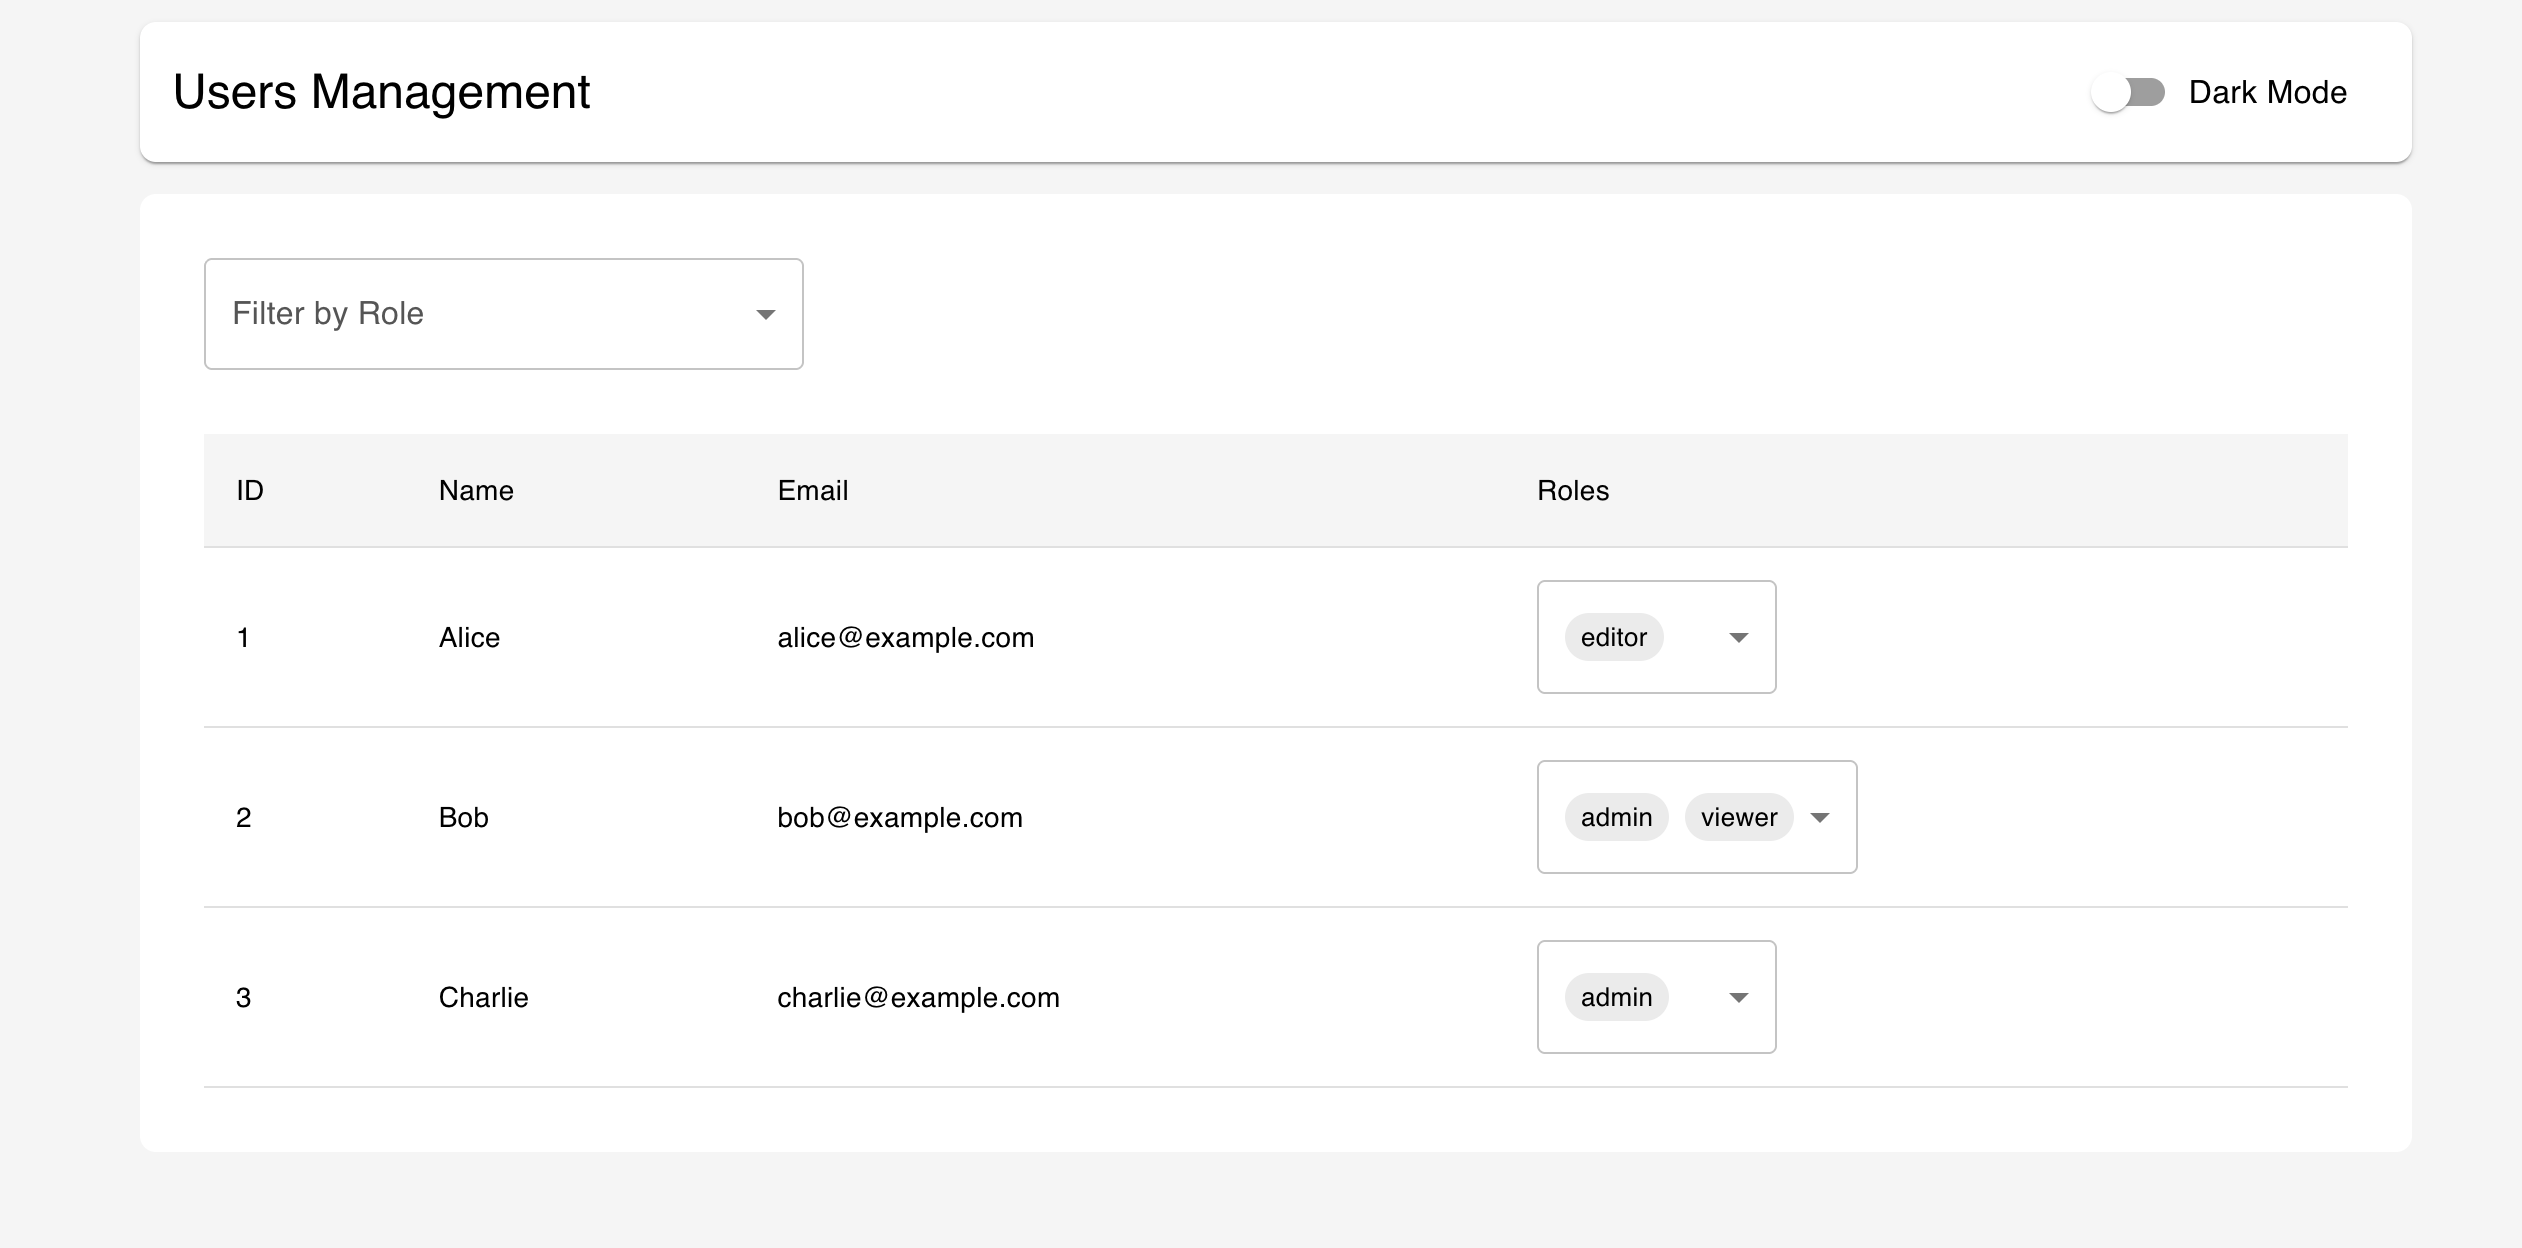 Users Management
Dark Mode
Filter by Role
ID Name Email Roles
1 Alice alice@example.com editor
2 Bob bob@example.com admin viewer
3 Charlie charlie@example.com admin